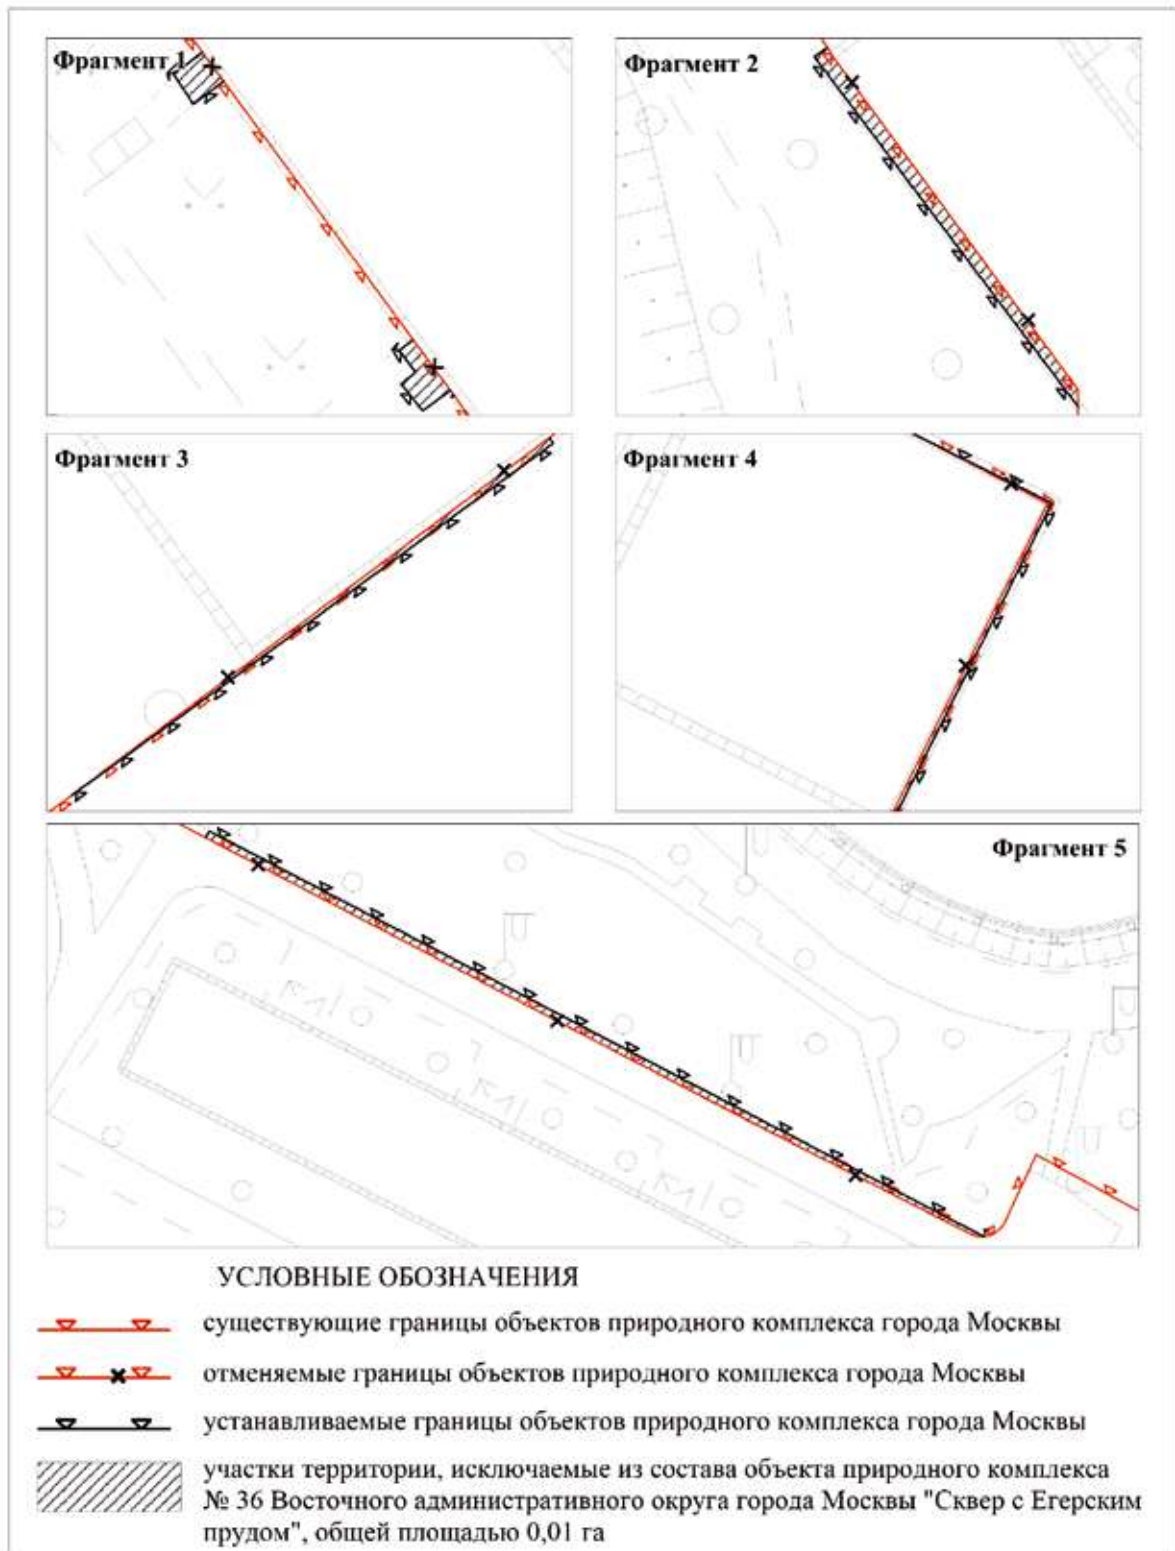 Фрагмент 1
Фрагмент 2
Фрагмент 3
Фрагмент 4
Фрагмент 5
УСЛОВНЫЕ ОБОЗНАЧЕНИЯ
существующие границы объектов природного комплекса города Москвы
отменяемые границы объектов природного комплекса города Москвы
устанавливаемые границы объектов природного комплекса города Москвы
участки территории, исключаемые из состава объекта природного комплекса
№ 36 Восточного административного округа города Москвы "Сквер с Егерским
прудом", общей площадью 0,01 га